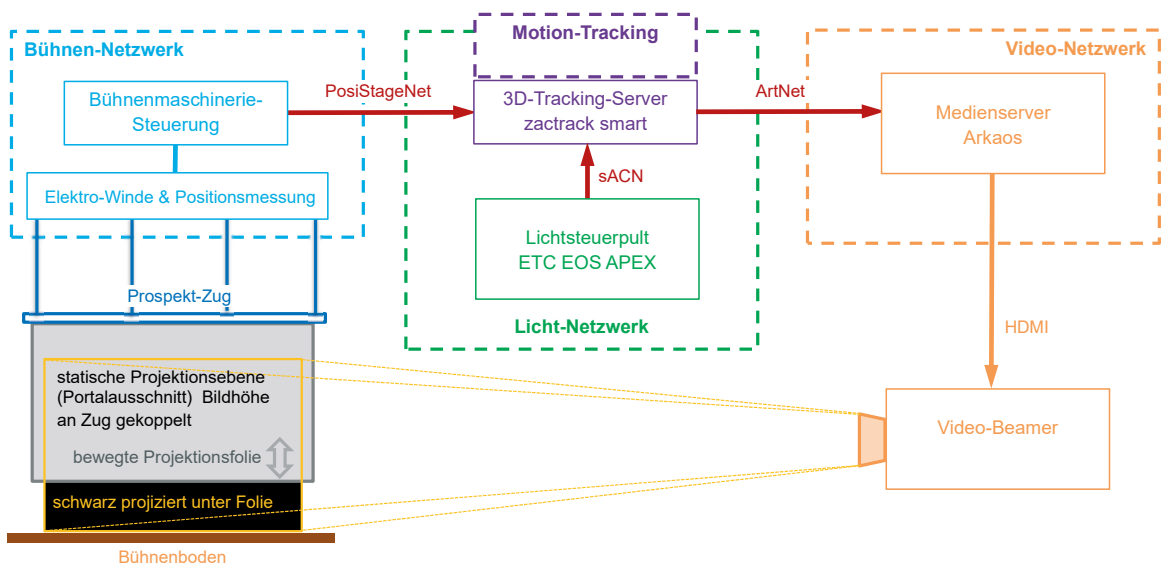 Bühnen-Netzwerk
Bühnenmaschinerie-
Steuerung
Elektro-Winde & Positionsmessung
Prospekt-Zug
PosiStageNet
Motion-Tracking
3D-Tracking-Server
zactrack smart
sACN
Lichtsteuerpult
ETC EOS APEX
Licht-Netzwerk
ArtNet
Video-Netzwerk
Medienserver
Arkaos
HDMI
Video-Beamer
statische Projektionsebene
(Portalausschnitt) Bildhöhe
an Zug gekoppelt
bewegte Projektionsfolie
schwarz projiziert unter Folie
Bühnenboden